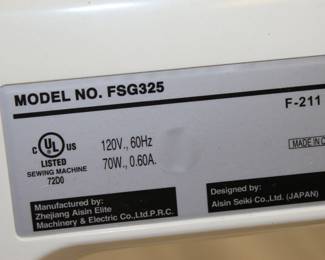 MODEL NO. FSG325
F-211
c UL US
LISTED
SEWING MACHINE
72D0
120V., 60Hz
70W., 0.60A.
MADE IN C
Manufactured by:
Zhejiang Aisin Elite
Machinery & Electric Co.,Ltd.P.R.C.
Designed by:
Aisin Seiki Co.,Ltd. (JAPAN)